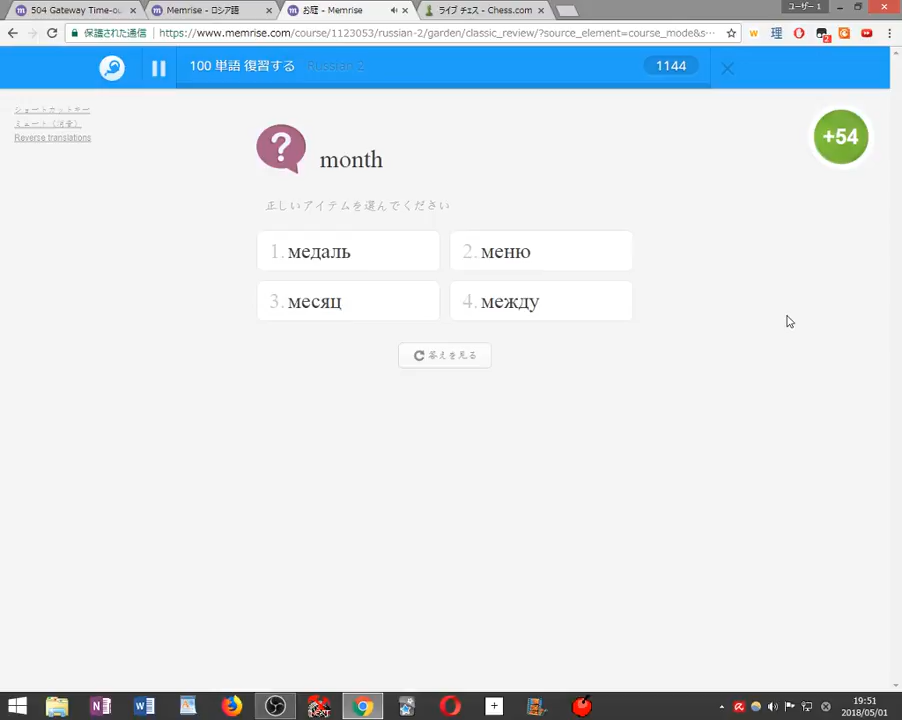 504 Gateway Time-ou
Memrise - ロシア語
お庭 - Memrise
ライブ チェス - Chess.com
ユーザー 1
保護された通信
https://www.memrise.com/course/1123053/russian-2/garden/classic_review/?source_element=course_mode&s…
100 単語 復習する
Russian 2
1144
ショートカットキー
ミュート（消音）
Reverse translations
+54
?
month
正しいアイテムを選んでください
1. медаль
2. меню
3. месяц
4. между
答えを見る
19:51
2018/05/01